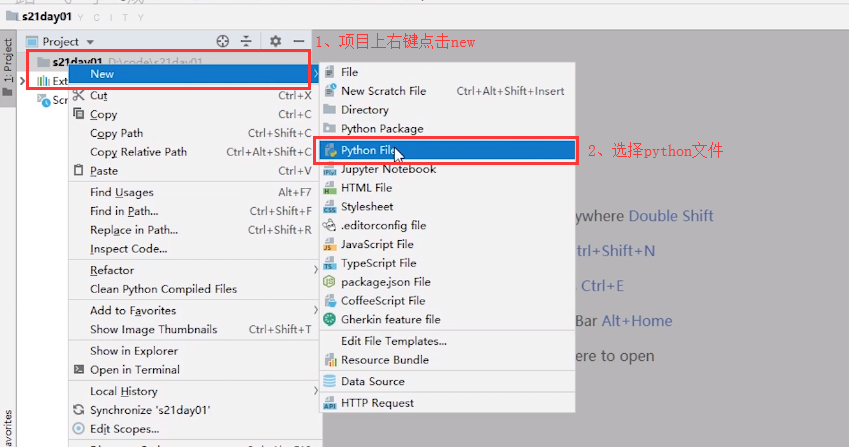 s21day01
Project
1、项目上右键点击new
1: Project
s21day01 D:\code\s21day01
New
Ext
Scr
Cut Ctrl+X
Copy Ctrl+C
Copy Path Ctrl+Shift+C
Copy Relative Path Ctrl+Alt+Shift+C
Paste Ctrl+V
Find Usages Alt+F7
Find in Path... Ctrl+Shift+F
Replace in Path... Ctrl+Shift+R
Inspect Code...
Refactor
Clean Python Compiled Files
Add to Favorites
Show Image Thumbnails Ctrl+Shift+T
Show in Explorer
Open in Terminal
Local History
Synchronize 's21day01'
Edit Scopes...
File
New Scratch File Ctrl+Alt+Shift+Insert
Directory
Python Package
Python File
2、选择python文件
Jupyter Notebook
HTML File
Stylesheet
.editorconfig file
JavaScript File
TypeScript File
package.json File
CoffeeScript File
Gherkin feature file
Edit File Templates...
Resource Bundle
Data Source
HTTP Request
ywhere Double Shift
trl+Shift+N
Ctrl+E
Bar Alt+Home
ere to open
avorites